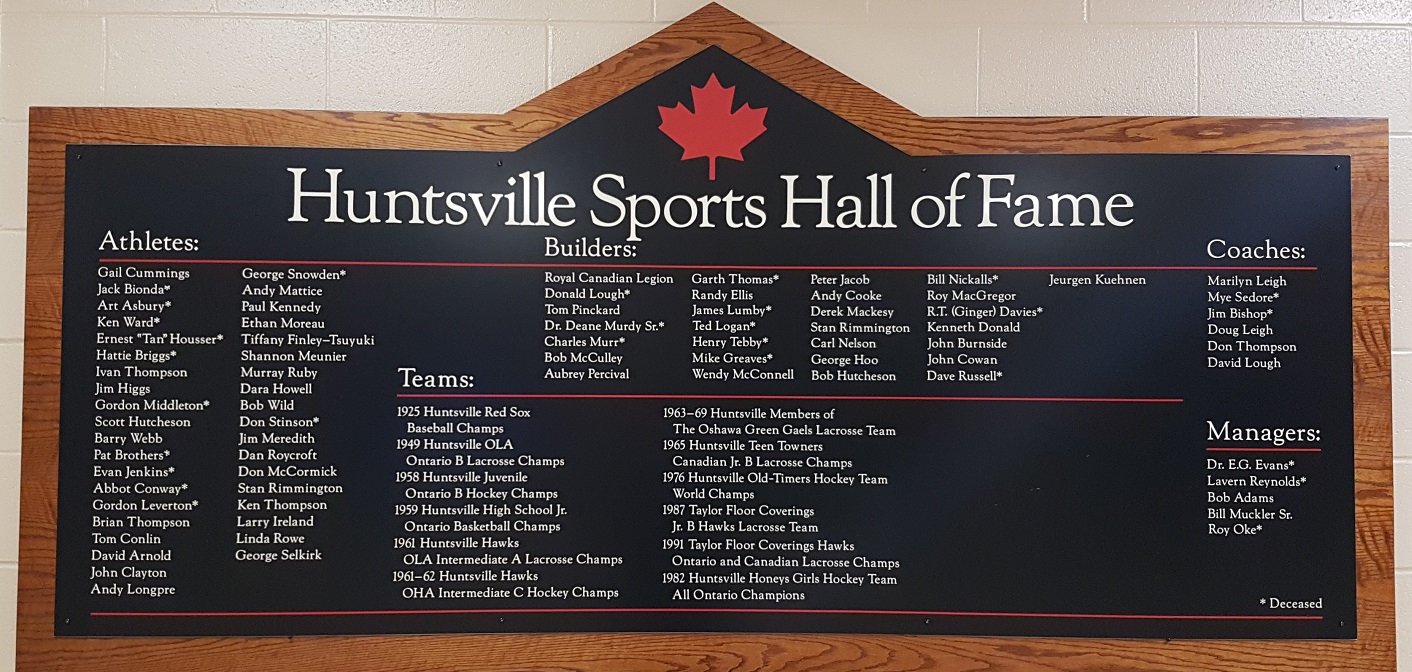 Huntsville Sports Hall of Fame
Athletes:
Gail Cummings
Jack Bionda*
Art Asbury*
Ken Ward*
Ernest "Tan" Housser*
Hattie Briggs*
Ivan Thompson
Jim Higgs
Gordon Middleton*
Scott Hutcheson
Barry Webb
Pat Brothers*
Evan Jenkins*
Abbot Conway*
Gordon Leverton*
Brian Thompson
Tom Conlin
David Arnold
John Clayton
Andy Longpre
George Snowden*
Andy Mattice
Paul Kennedy
Ethan Moreau
Tiffany Finley-Tsuyuki
Shannon Meunier
Murray Ruby
Dara Howell
Bob Wild
Don Stinson*
Jim Meredith
Dan Roycroft
Don McCormick
Stan Rimmington
Ken Thompson
Larry Ireland
Linda Rowe
George Selkirk
Builders:
Royal Canadian Legion
Donald Lough*
Tom Pinckard
Dr. Deane Murdy Sr.*
Charles Murr*
Bob McCulley
Aubrey Percival
Garth Thomas*
Randy Ellis
James Lumby*
Ted Logan*
Henry Tebby*
Mike Greaves*
Wendy McConnell
Peter Jacob
Andy Cooke
Derek Mackesy
Stan Rimmington
Carl Nelson
George Hoo
Bob Hutcheson
Bill Nickalls*
Roy MacGregor
R.T. (Ginger) Davies*
Kenneth Donald
John Burnside
John Cowan
Dave Russell*
Jeurgen Kuehnen
Teams:
1925 Huntsville Red Sox
Baseball Champs
1949 Huntsville OLA
Ontario B Lacrosse Champs
1958 Huntsville Juvenile
Ontario B Hockey Champs
1959 Huntsville High School Jr.
Ontario Basketball Champs
1961 Huntsville Hawks
OLA Intermediate A Lacrosse Champs
1961-62 Huntsville Hawks
OHA Intermediate C Hockey Champs
1963-69 Huntsville Members of
The Oshawa Green Gaels Lacrosse Team
1965 Huntsville Teen Towners
Canadian Jr. B Lacrosse Champs
1976 Huntsville Old-Timers Hockey Team
World Champs
1987 Taylor Floor Coverings
Jr. B Hawks Lacrosse Team
1991 Taylor Floor Coverings Hawks
Ontario and Canadian Lacrosse Champs
1982 Huntsville Honeys Girls Hockey Team
All Ontario Champions
Coaches:
Marilyn Leigh
Mye Sedore*
Jim Bishop*
Doug Leigh
Don Thompson
David Lough
Managers:
Dr. E.G. Evans*
Lavern Reynolds*
Bob Adams
Bill Muckler Sr.
Roy Oke*
* Deceased